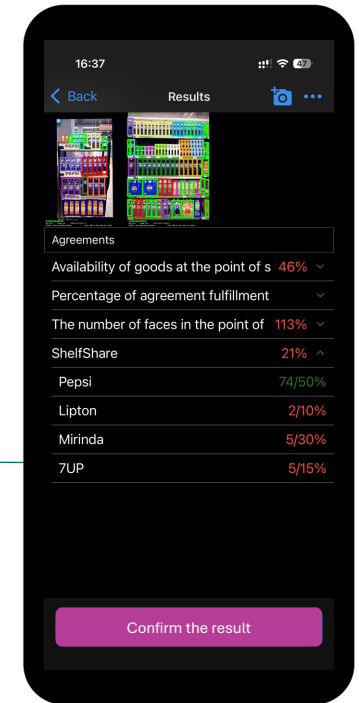 16:37
47
Back
Results
PEPSI
Agreements
Availability of goods at the point of s 46%
Percentage of agreement fulfillment
The number of faces in the point of 113%
ShelfShare 21%
Pepsi 74/50%
Lipton 2/10%
Mirinda 5/30%
7UP 5/15%
Confirm the result